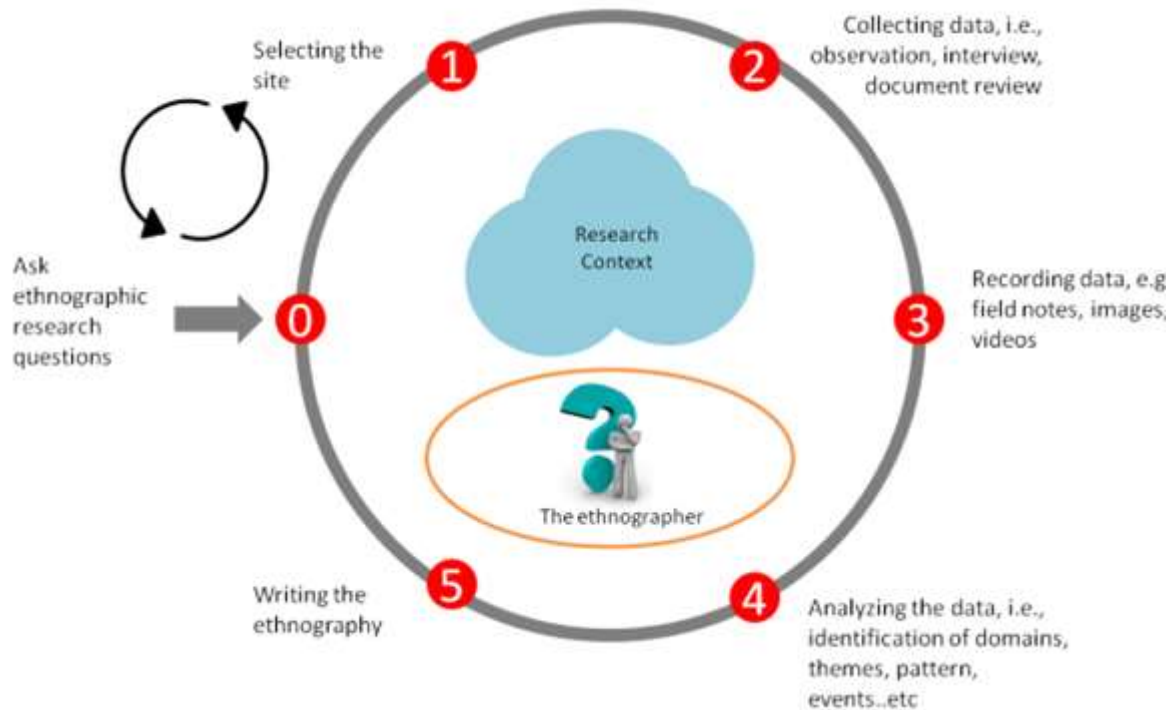 Selecting the
site
1
2
Collecting data, i.e.,
observation, interview,
document review
Research
Context
Ask
ethnographic
research
questions
0
3
Recording data, e.g
field notes, images,
videos
The ethnographer
Writing the
ethnography
5
4
Analyzing the data, i.e.,
identification of domains,
themes, pattern,
events..etc